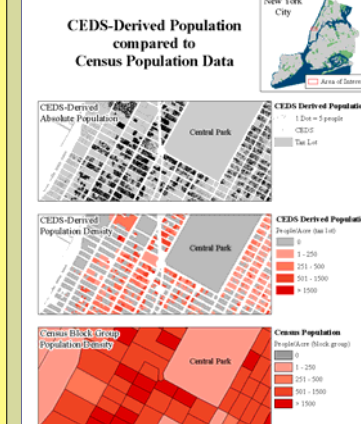 CEDS-Derived Population
compared to
Census Population Data
New York
City
Area of Interes
CEDS-Derived
Absolute Population
Central Park
CEDS Derived Populatio
1 Dot = 5 people
CEDS
Tax Lot
CEDS-Derived
Population Density
Central Park
CEDS Derived Populatio
People/Acre (tax lot)
0
1 - 250
251 - 500
501 - 1500
> 1500
Census Block Group
Population Density
Central Park
Census Population
People/Acre (block group)
0
1 - 250
251 - 500
501 - 1500
> 1500